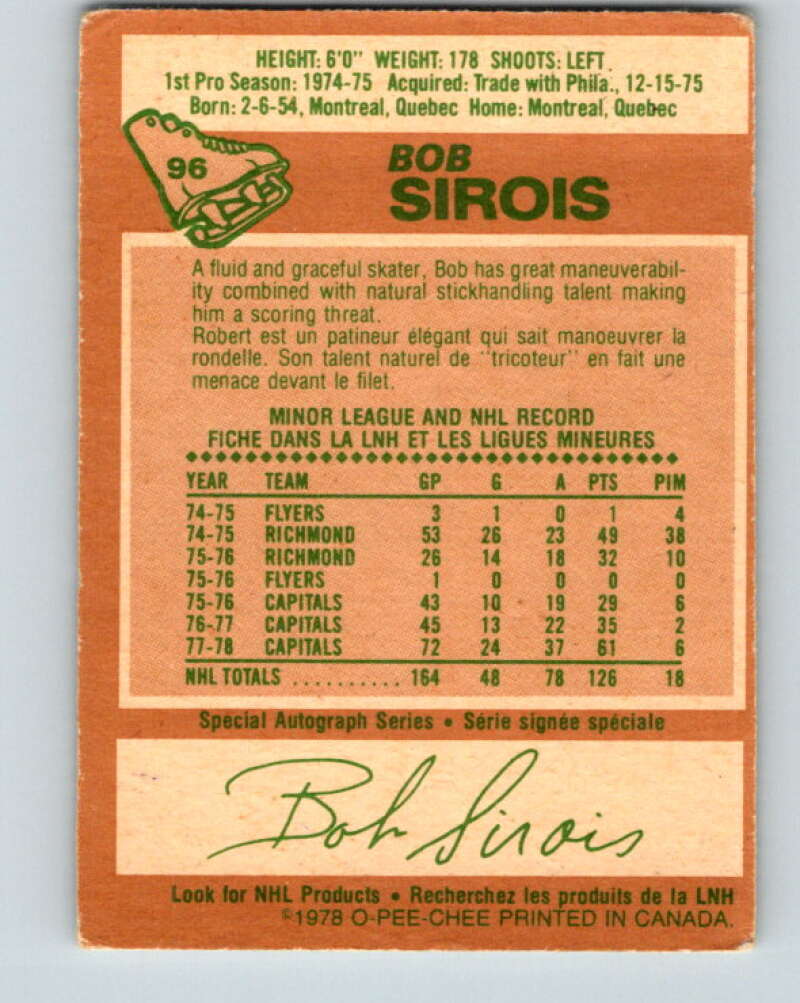 HEIGHT: 6'0" WEIGHT: 178 SHOOTS: LEFT
1st Pro Season: 1974-75 Acquired: Trade with Phila., 12-15-75
Born: 2-6-54, Montreal, Quebec Home: Montreal, Quebec
96
BOB
SIROIS
A fluid and graceful skater, Bob has great maneuverabil-
ity combined with natural stickhandling talent making
him a scoring threat.
Robert est un patineur élégant qui sait manoeuvrer la
rondelle. Son talent naturel de "tricoteur" en fait une
menace devant le filet.
MINOR LEAGUE AND NHL RECORD
FICHE DANS LA LNH ET LES LIGUES MINEURES
YEAR TEAM GP G A PTS PIM
74-75 FLYERS 3 1 0 1 4
74-75 RICHMOND 53 26 23 49 38
75-76 RICHMOND 26 14 18 32 10
75-76 FLYERS 1 0 0 0 0
75-76 CAPITALS 43 10 19 29 6
76-77 CAPITALS 45 13 22 35 2
77-78 CAPITALS 72 24 37 61 6
NHL TOTALS .......... 164 48 78 126 18
Special Autograph Series • Série signée spéciale
Bob Sirois
Look for NHL Products • Recherchez les produits de la LNH
©1978 O-PEE-CHEE PRINTED IN CANADA.